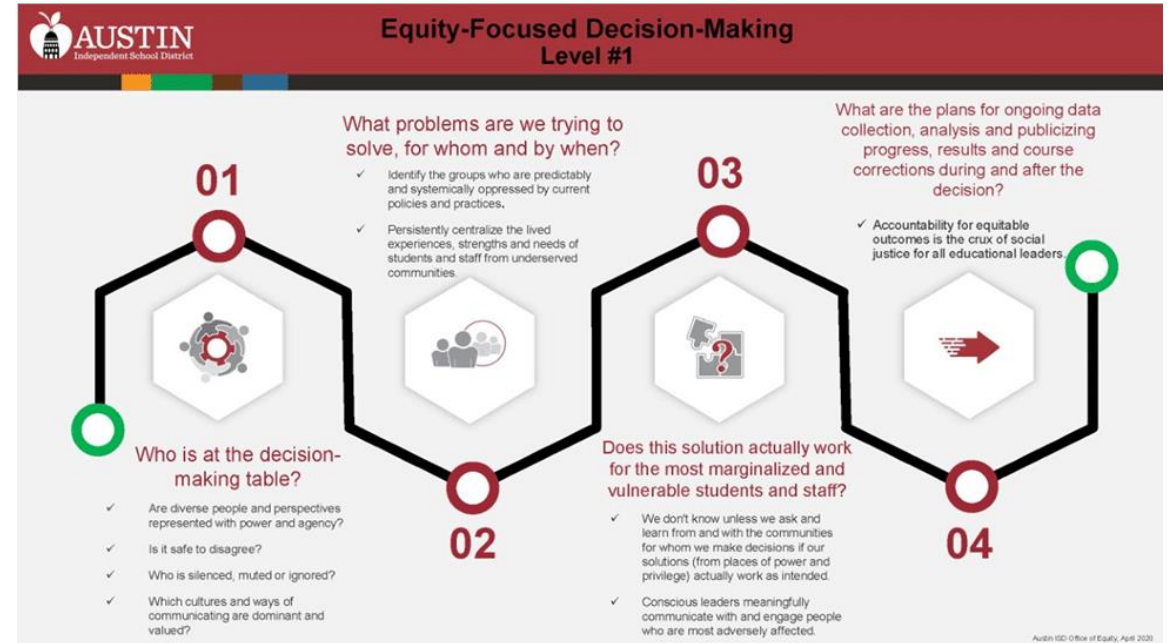 AUSTIN
Independent School District
Equity-Focused Decision-Making
Level #1
01
Who is at the decision-
making table?
✓ Are diverse people and perspectives
represented with power and agency?
✓ Is it safe to disagree?
✓ Who is silenced, muted or ignored?
✓ Which cultures and ways of
communicating are dominant and
valued?
What problems are we trying to
solve, for whom and by when?
✓ Identify the groups who are predictably
and systemically oppressed by current
policies and practices.
✓ Persistently centralize the lived
experiences, strengths and needs of
students and staff from underserved
communities.
02
03
?
Does this solution actually work
for the most marginalized and
vulnerable students and staff?
✓ We don't know unless we ask and
learn from and with the communities
for whom we make decisions if our
solutions (from places of power and
privilege) actually work as intended.
✓ Conscious leaders meaningfully
communicate with and engage people
who are most adversely affected.
What are the plans for ongoing data
collection, analysis and publicizing
progress, results and course
corrections during and after the
decision?
✓ Accountability for equitable
outcomes is the crux of social
justice for all educational leaders.
04
Austin ISD Office of Equity, April 2020